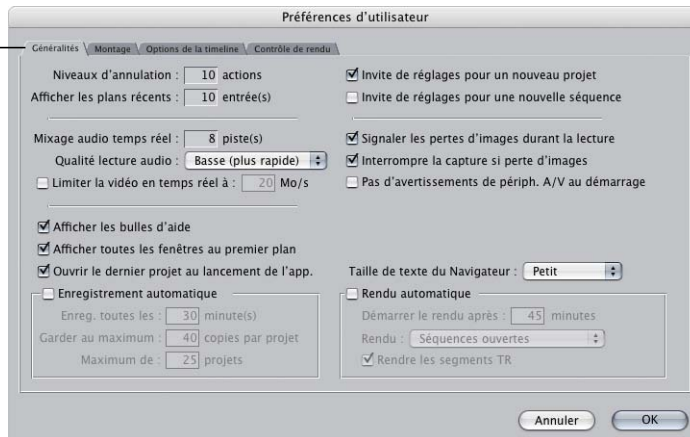 Préférences d'utilisateur
Généralités
Montage
Options de la timeline
Contrôle de rendu
Niveaux d'annulation : 10 actions
Afficher les plans récents : 10 entrée(s)
Invite de réglages pour un nouveau projet
Invite de réglages pour une nouvelle séquence
Mixage audio temps réel : 8 piste(s)
Qualité lecture audio : Basse (plus rapide)
Limiter la vidéo en temps réel à : 20 Mo/s
Signaler les pertes d'images durant la lecture
Interrompre la capture si perte d'images
Pas d'avertissements de périph. A/V au démarrage
Afficher les bulles d'aide
Afficher toutes les fenêtres au premier plan
Ouvrir le dernier projet au lancement de l'app.
Taille de texte du Navigateur : Petit
Enregistrement automatique
Enreg. toutes les : 30 minute(s)
Garder au maximum : 40 copies par projet
Maximum de : 25 projets
Rendu automatique
Démarrer le rendu après : 45 minutes
Rendu : Séquences ouvertes
Rendre les segments TR
Annuler
OK